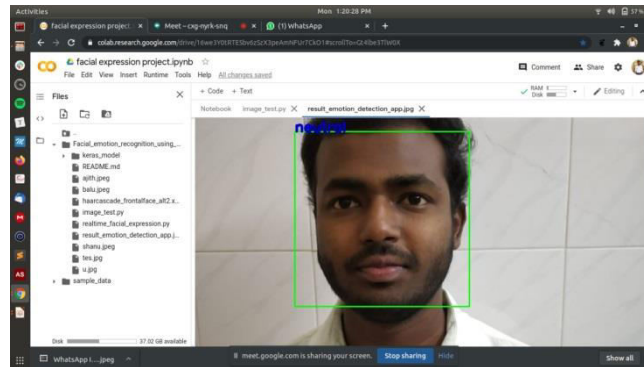 Activities
Mon 1:20:28 PM
37%
facial expression project
Meet – cxg-nyrk-snq
(1) WhatsApp
colab.research.google.com/drive/
facial expression project.ipynb
Comment
Share
File Edit View Insert Runtime Tools Help All changes saved
Files
+ Code + Text
RAM
Disk
Editing
Notebook
image_test.py
result_emotion_detection_app.jpg
..
Facial_emotion_recognition_using_...
keras_model
README.md
ajith.jpeg
balu.jpeg
haarcascade_frontalface_alt2.x...
image_test.py
realtime_facial_expression.py
result_emotion_detection_app.j...
shanu.jpeg
tes.jpg
u.jpg
sample_data
neutral
Disk
37.02 GB available
meet.google.com is sharing your screen.
Stop sharing
Hide
WhatsApp I....jpeg
Show all